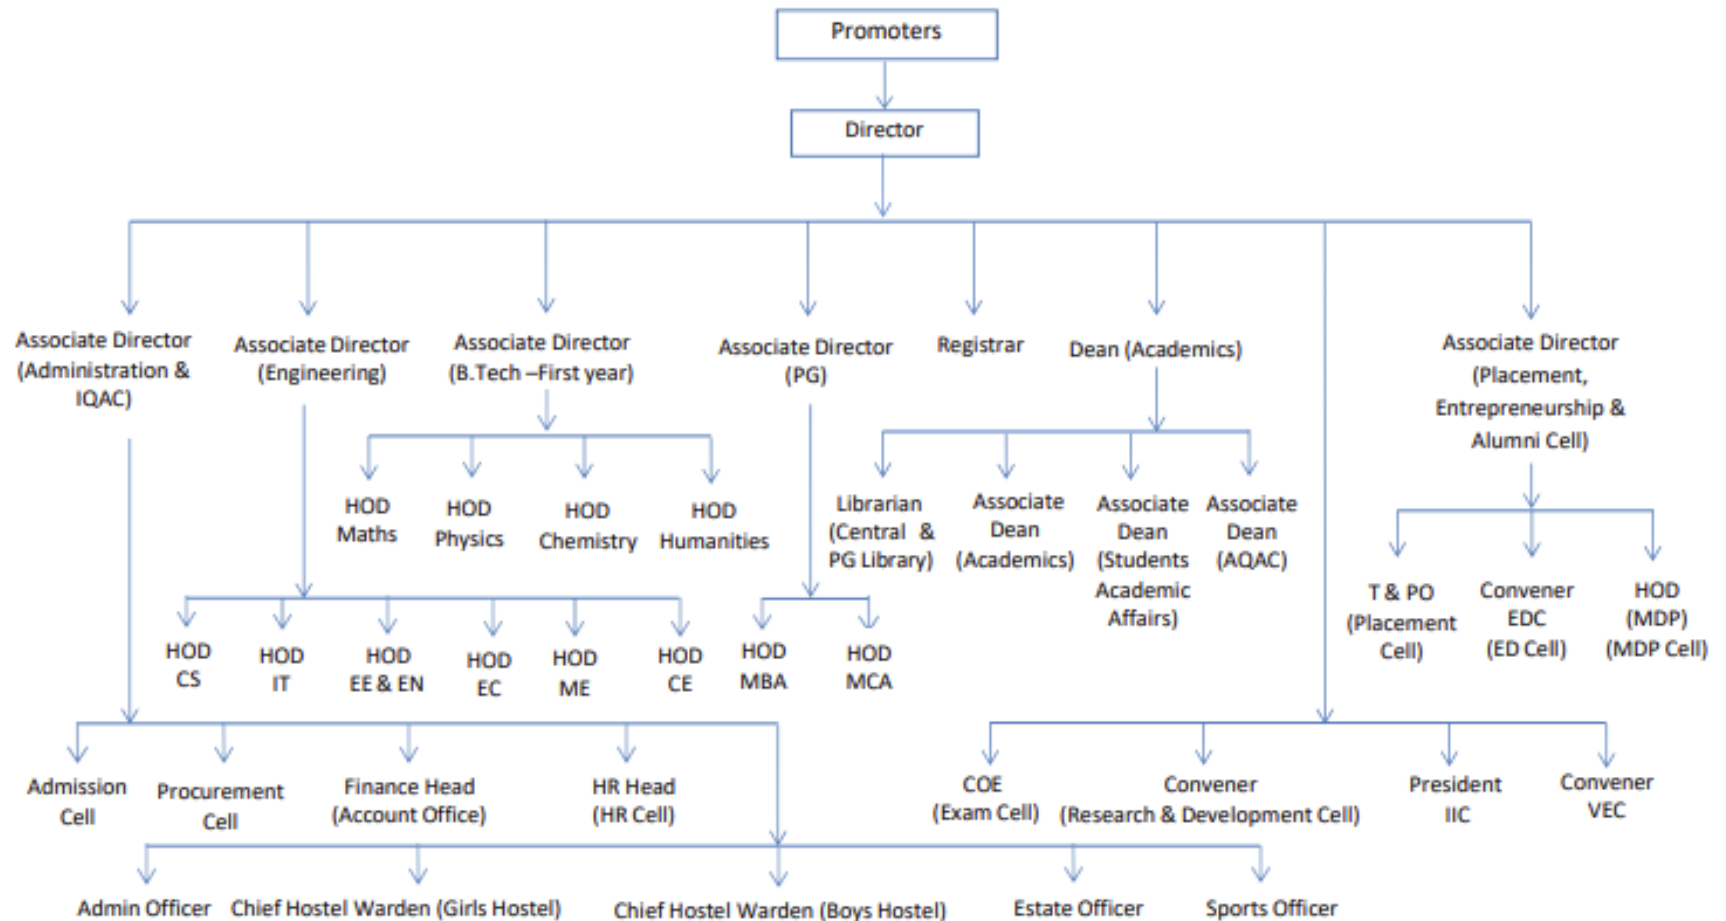 Promoters
Director
Associate Director
(Administration &
IQAC)
Associate Director
(Engineering)
Associate Director
(B.Tech –First year)
Associate Director
(PG)
Registrar
Dean (Academics)
Associate Director
(Placement,
Entrepreneurship &
Alumni Cell)
HOD
Maths
HOD
Physics
HOD
Chemistry
HOD
Humanities
Librarian
(Central & 
PG Library)
Associate
Dean
(Academics)
Associate
Dean
(Students
Academic
Affairs)
Associate
Dean
(AQAC)
T & PO
(Placement
Cell)
Convener
EDC
(ED Cell)
HOD
(MDP)
(MDP Cell)
HOD
CS
HOD
IT
HOD
EE & EN
HOD
EC
HOD
ME
HOD
CE
HOD
MBA
HOD
MCA
Admission
Cell
Procurement
Cell
Finance Head
(Account Office)
HR Head
(HR Cell)
COE
(Exam Cell)
Convener
(Research & Development Cell)
President
IIC
Convener
VEC
Admin Officer
Chief Hostel Warden (Girls Hostel)
Chief Hostel Warden (Boys Hostel)
Estate Officer
Sports Officer